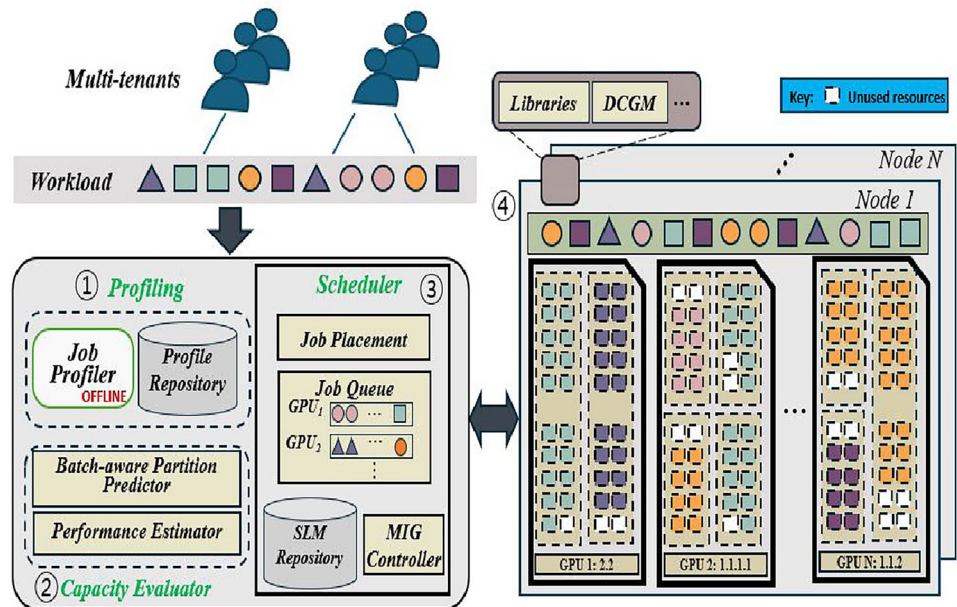 Multi-tenants
Workload
① Profiling
Job
Profiler
OFFLINE
Profile
Repository
Batch-aware Partition
Predictor
Performance Estimator
② Capacity Evaluator
Scheduler ③
Job Placement
Job Queue
GPU1 ...
GPU2 ...
SLM
Repository
MIG
Controller
Libraries DCGM ...
Key: Unused resources
Node N
④ Node 1
...
GPU 1: 2.2
GPU 2: 1.1.1.1
GPU N: 1.1.2